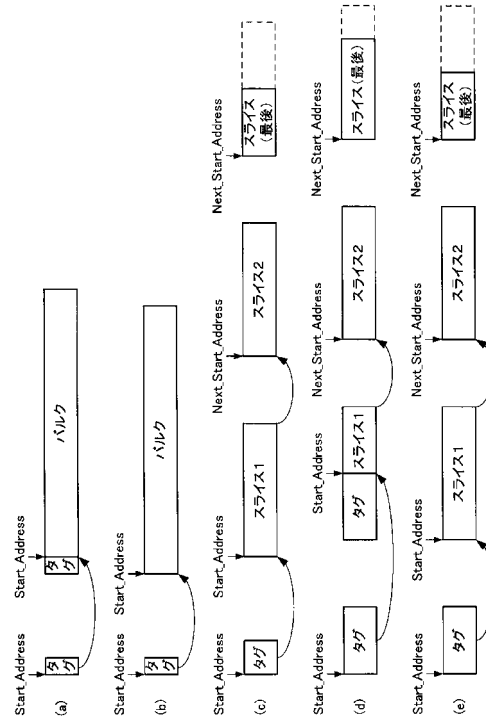 Start_Address
Start_Address
(a)
タグ
タグ
バルク
Start_Address
Start_Address
(b)
タグ
バルク
Start_Address
Start_Address
Next_Start_Address
Next_Start_Address
(c)
タグ
スライス1
スライス2
スライス
(最後)
Start_Address
Start_Address
Next_Start_Address
Next_Start_Address
(d)
タグ
タグ
スライス1
スライス2
スライス(最後)
Start_Address
Start_Address
Next_Start_Address
Next_Start_Address
(e)
タグ
スライス1
スライス2
スライス
(最後)